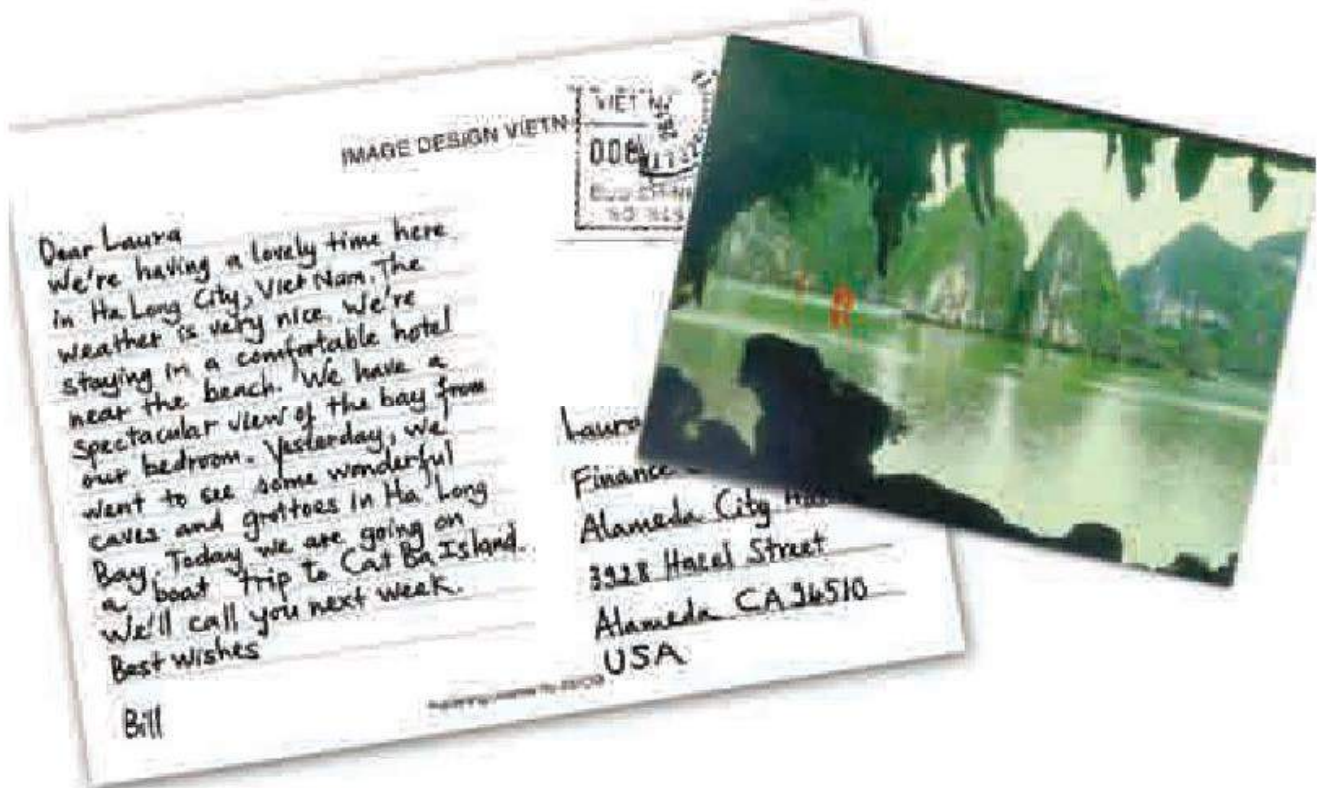 IMAGE DESIGN VIETN
VIET N
008
Dear Laura
We're having a lovely time here
in Ha Long City, Viet Nam. The
weather is very nice. We're
staying in a comfortable hotel
near the beach. We have a
spectacular view of the bay from
our bedroom. Yesterday, we
went to see some wonderful
caves and grottoes in Ha Long
Bay. Today we are going on
a boat trip to Cat Ba Island.
We'll call you next week.
Best Wishes
Bill
Laura
Finance
Alameda City
3928 Hazel Street
Alameda CA 94510
USA